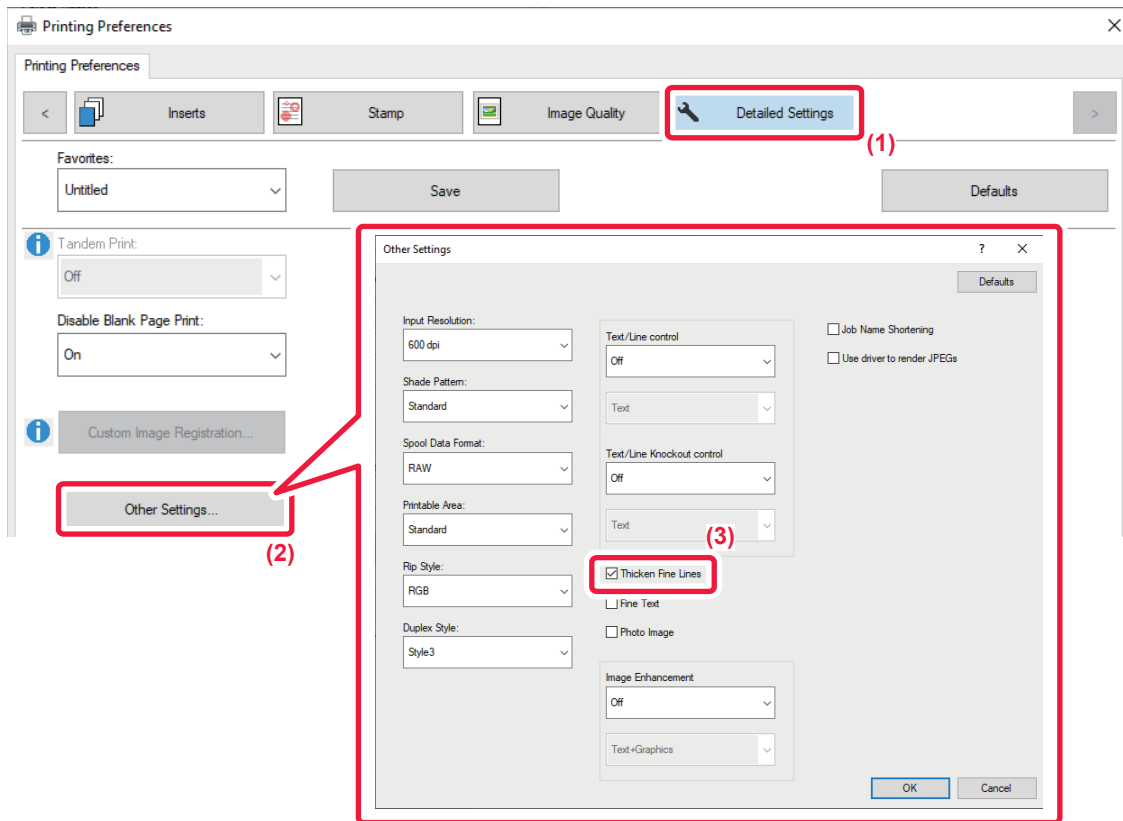 Printing Preferences
Printing Preferences
< Inserts Stamp Image Quality Detailed Settings >
(1)
Favorites:
Untitled Save Defaults
Tandem Print:
Off
Disable Blank Page Print:
On
Custom Image Registration...
Other Settings...
(2)
Other Settings ?
Defaults
Input Resolution:
600 dpi
Shade Pattern:
Standard
Spool Data Format:
RAW
Printable Area:
Standard
Rip Style:
RGB
Duplex Style:
Style3
Text/Line control
Off
Text
Text/Line Knockout control
Off
Text
(3)
Thicken Fine Lines
Fine Text
Photo Image
Image Enhancement
Off
Text+Graphics
Job Name Shortening
Use driver to render JPEGs
OK Cancel